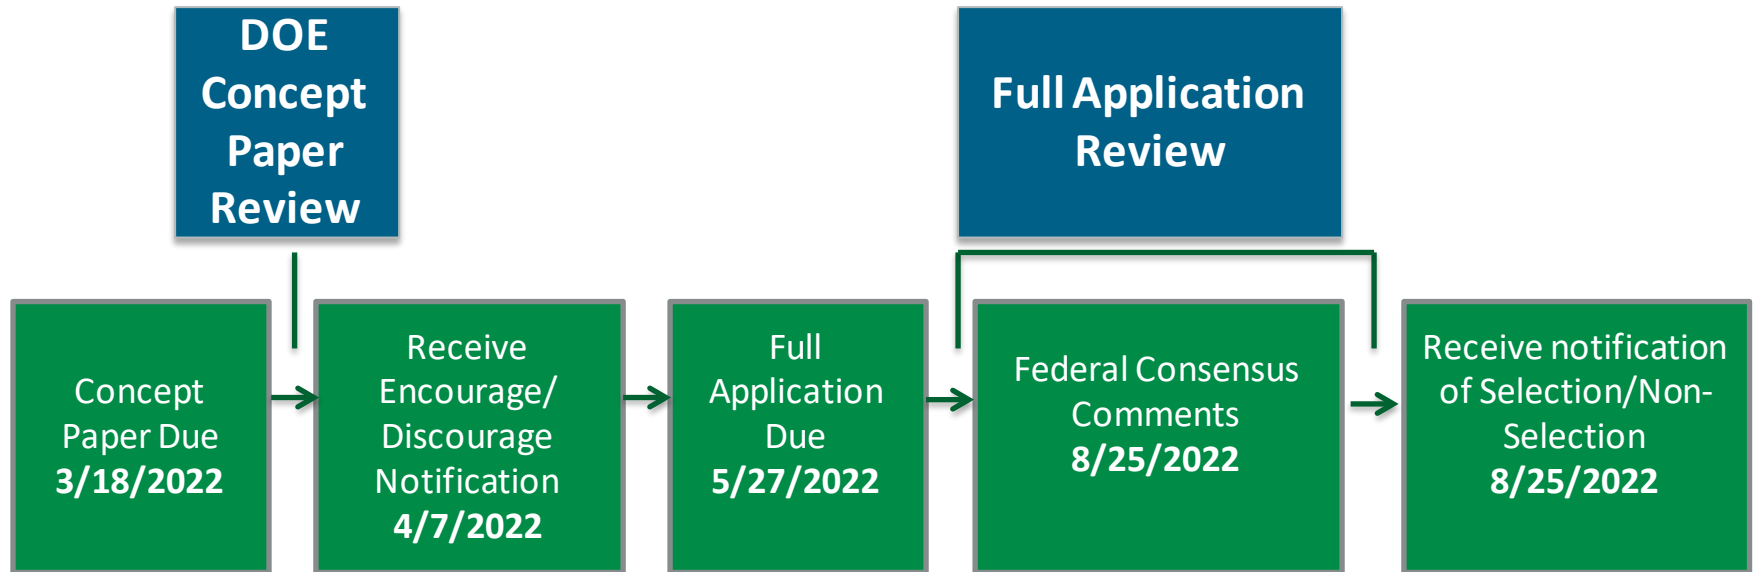 DOE
Concept
Paper
Review
Full Application
Review
Concept
Paper Due
3/18/2022
Receive
Encourage/
Discourage
Notification
4/7/2022
Full
Application
Due
5/27/2022
Federal Consensus
Comments
8/25/2022
Receive notification
of Selection/Non-
Selection
8/25/2022